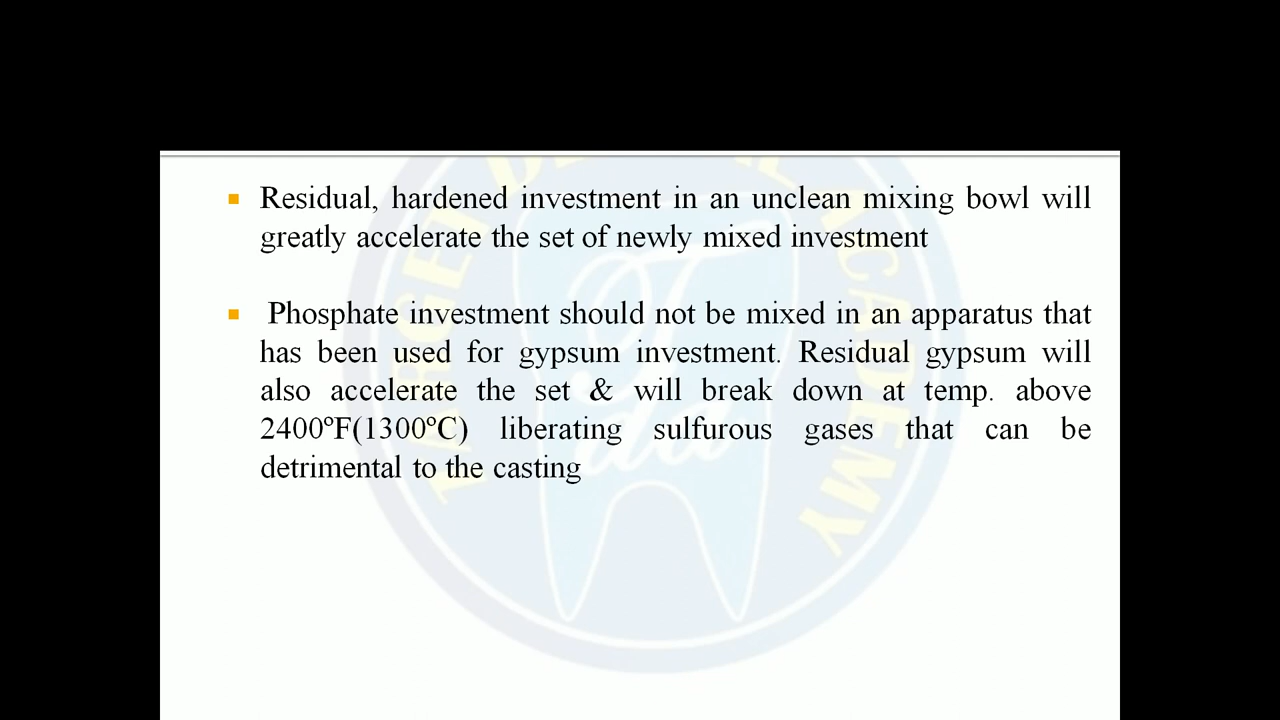 Residual, hardened investment in an unclean mixing bowl will
greatly accelerate the set of newly mixed investment
Phosphate investment should not be mixed in an apparatus that
has been used for gypsum investment. Residual gypsum will
also accelerate the set & will break down at temp. above
2400ºF(1300ºC) liberating sulfurous gases that can be
detrimental to the casting